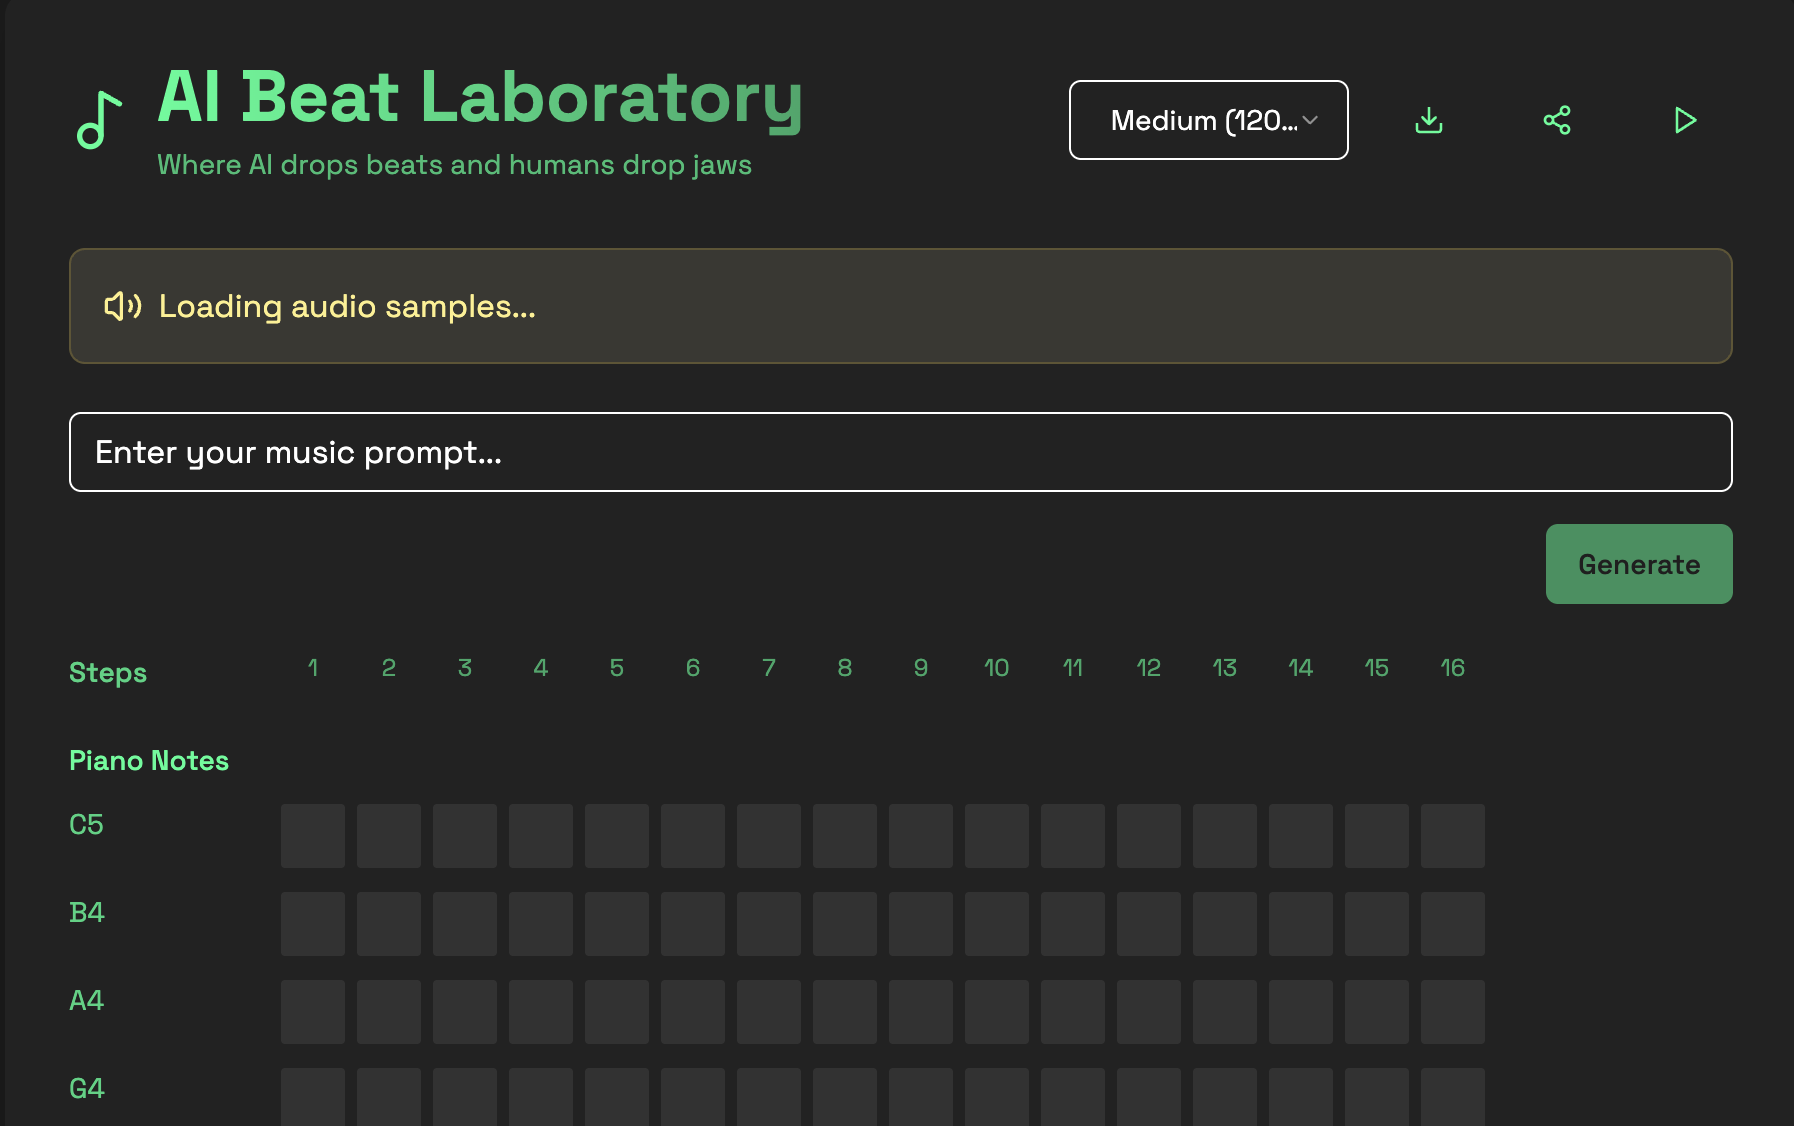 AI Beat Laboratory
Where AI drops beats and humans drop jaws
Medium (120...
Loading audio samples...
Enter your music prompt...
Generate
Steps 1 2 3 4 5 6 7 8 9 10 11 12 13 14 15 16
Piano Notes
C5
B4
A4
G4